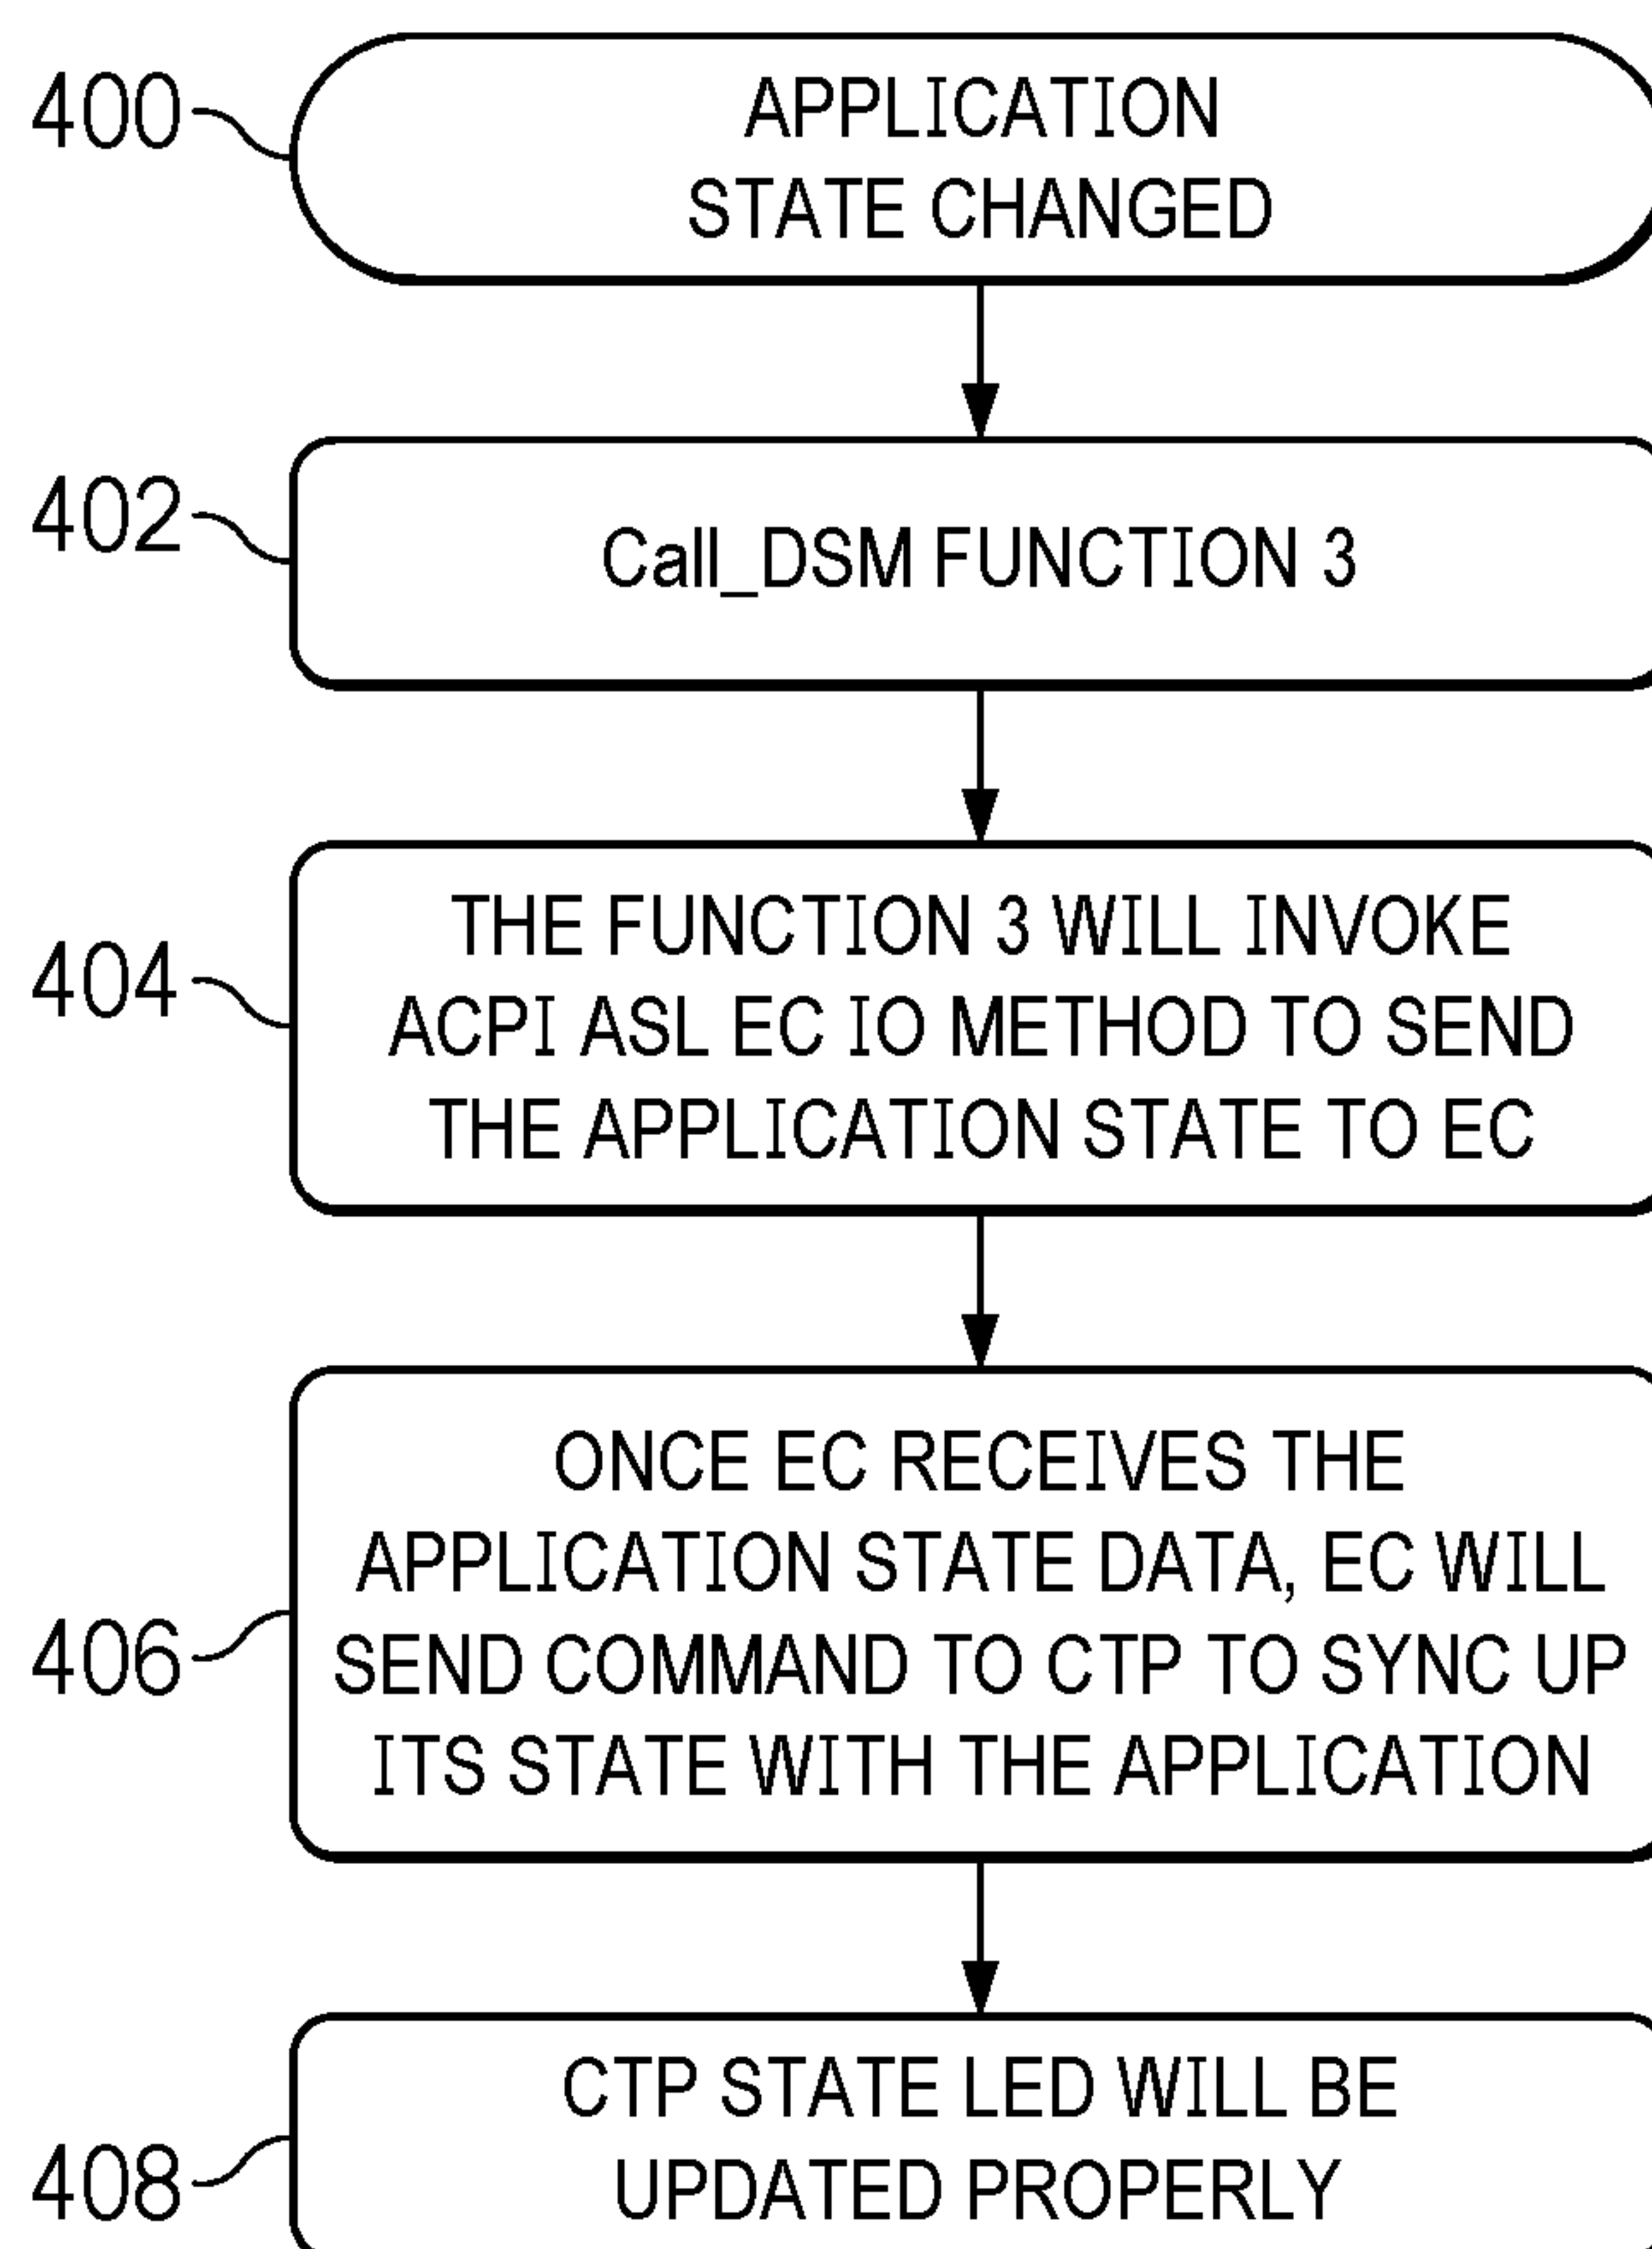 400
APPLICATION
STATE CHANGED
402
Call_DSM FUNCTION 3
404
THE FUNCTION 3 WILL INVOKE
ACPI ASL EC IO METHOD TO SEND
THE APPLICATION STATE TO EC
406
ONCE EC RECEIVES THE
APPLICATION STATE DATA, EC WILL
SEND COMMAND TO CTP TO SYNC UP
ITS STATE WITH THE APPLICATION
408
CTP STATE LED WILL BE
UPDATED PROPERLY